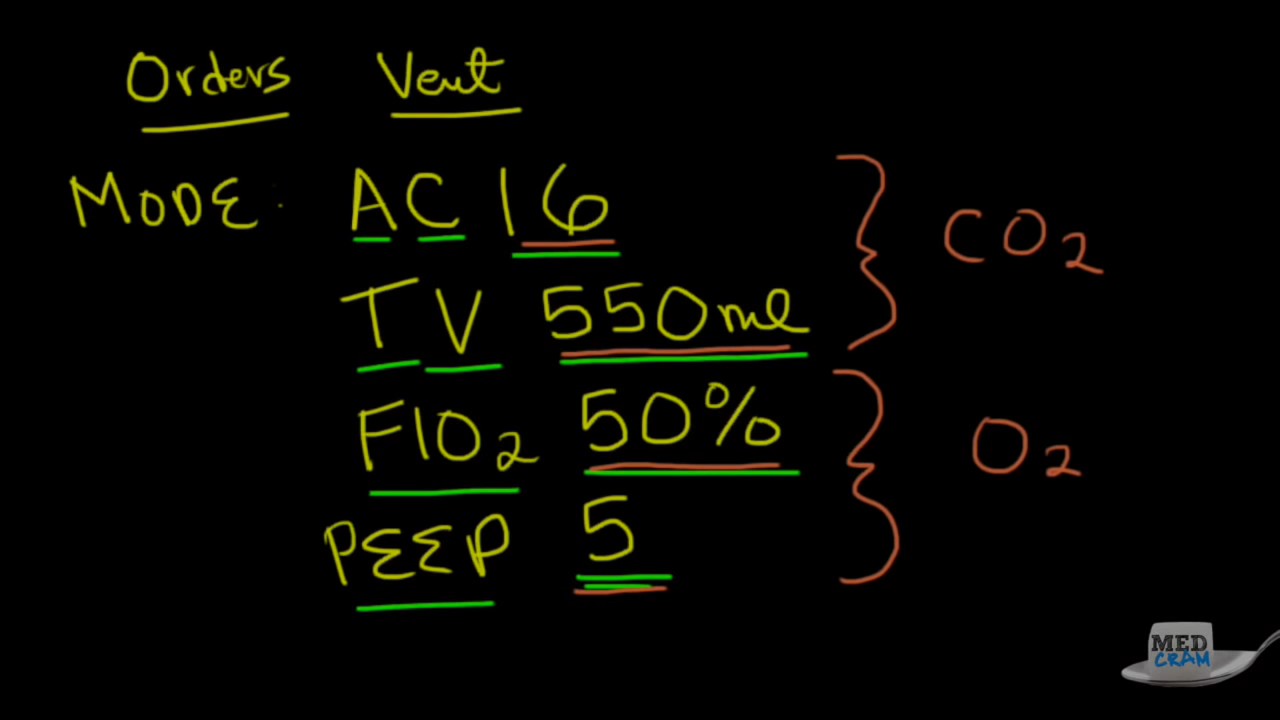 Orders Vent
MODE: AC 16
TV 550ml
FIO2 50%
PEEP 5
CO2
O2
MED
CRAM